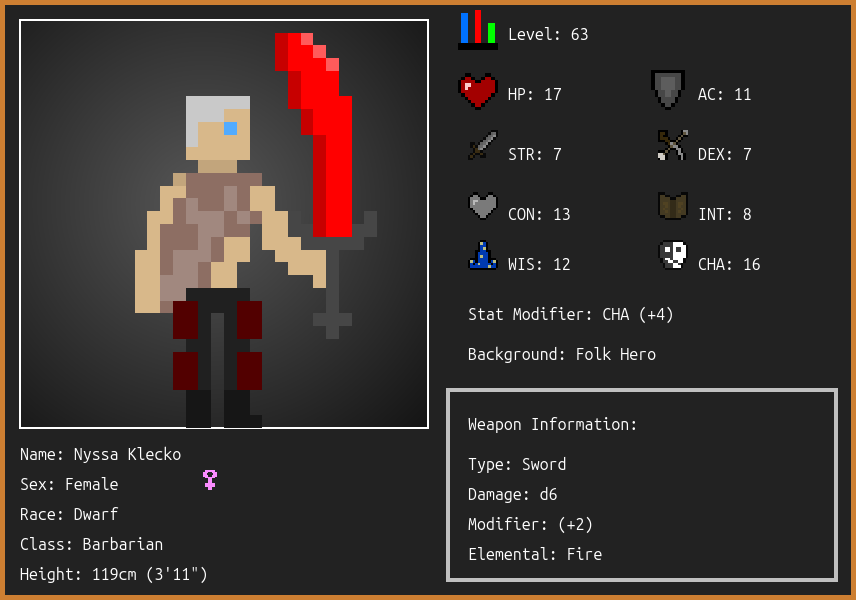 Level: 63
HP: 17
AC: 11
STR: 7
DEX: 7
CON: 13
INT: 8
WIS: 12
CHA: 16
Stat Modifier: CHA (+4)
Background: Folk Hero
Weapon Information:
Type: Sword
Damage: d6
Modifier: (+2)
Elemental: Fire
Name: Nyssa Klecko
Sex: Female
Race: Dwarf
Class: Barbarian
Height: 119cm (3'11")